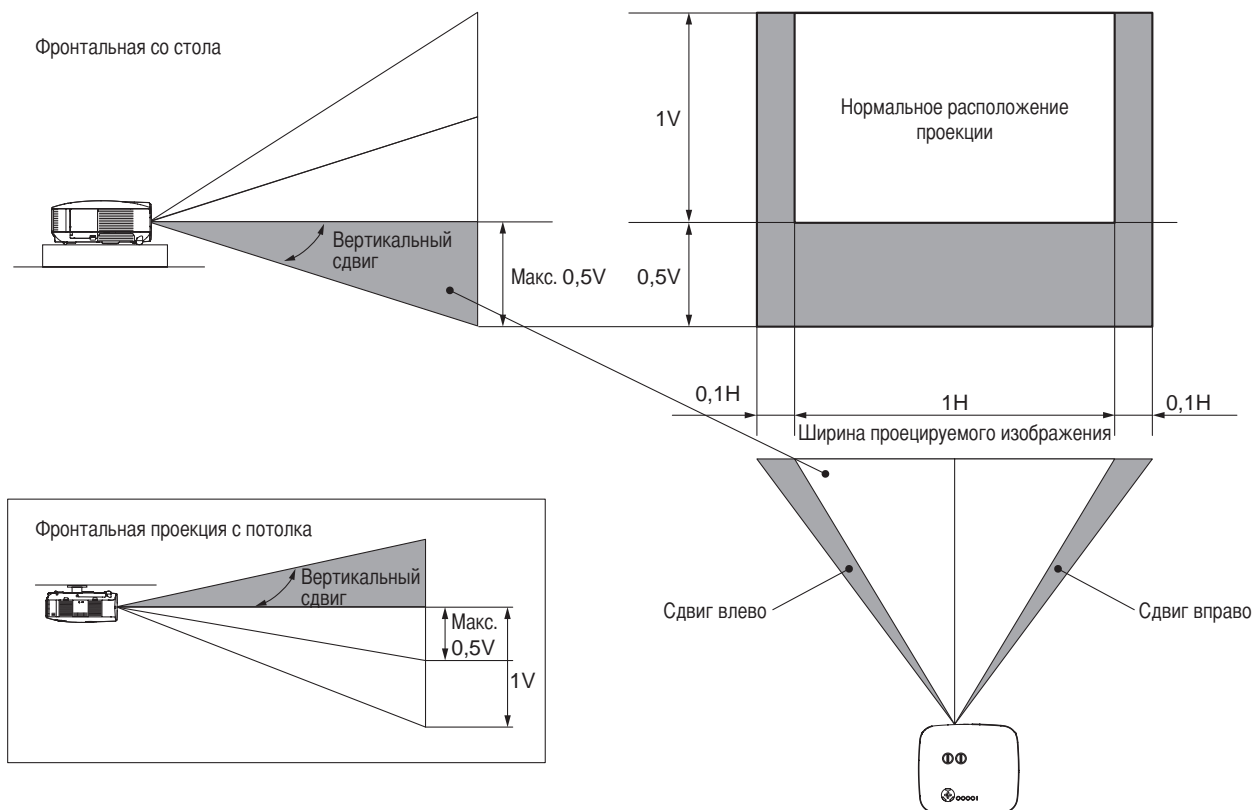 Фронтальная со стола
1V
Нормальное расположение
проекции
Вертикальный
сдвиг
Макс. 0,5V
0,5V
0,1H
1H
0,1H
Ширина проецируемого изображения
Фронтальная проекция с потолка
Вертикальный
сдвиг
Макс.
0,5V
1V
Сдвиг влево
Сдвиг вправо